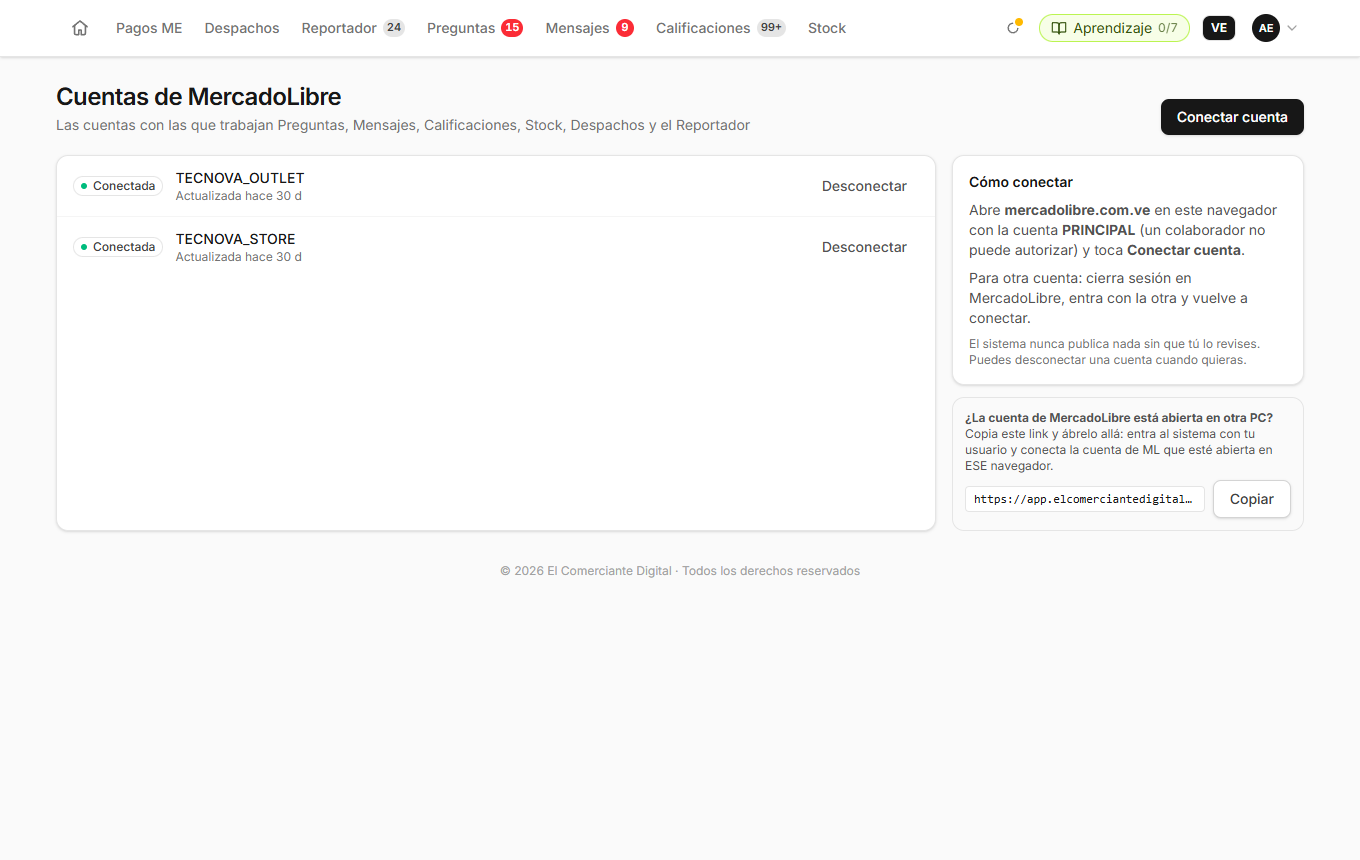 Pagos ME Despachos Reportador 24 Preguntas 15 Mensajes 9 Calificaciones 99+ Stock Aprendizaje 0/7 VE AE
Cuentas de MercadoLibre
Las cuentas con las que trabajan Preguntas, Mensajes, Calificaciones, Stock, Despachos y el Reportador
Conectar cuenta
Conectada TECNOVA_OUTLET
Actualizada hace 30 d
Desconectar
Conectada TECNOVA_STORE
Actualizada hace 30 d
Desconectar
Cómo conectar
Abre mercadolibre.com.ve en este navegador
con la cuenta PRINCIPAL (un colaborador no
puede autorizar) y toca Conectar cuenta.
Para otra cuenta: cierra sesión en
MercadoLibre, entra con la otra y vuelve a
conectar.
El sistema nunca publica nada sin que tú lo revises.
Puedes desconectar una cuenta cuando quieras.
¿La cuenta de MercadoLibre está abierta en otra PC?
Copia este link y ábrelo allá: entra al sistema con tu
usuario y conecta la cuenta de ML que esté abierta en
ESE navegador.
https://app.elcomerciantedigital… Copiar
© 2026 El Comerciante Digital · Todos los derechos reservados